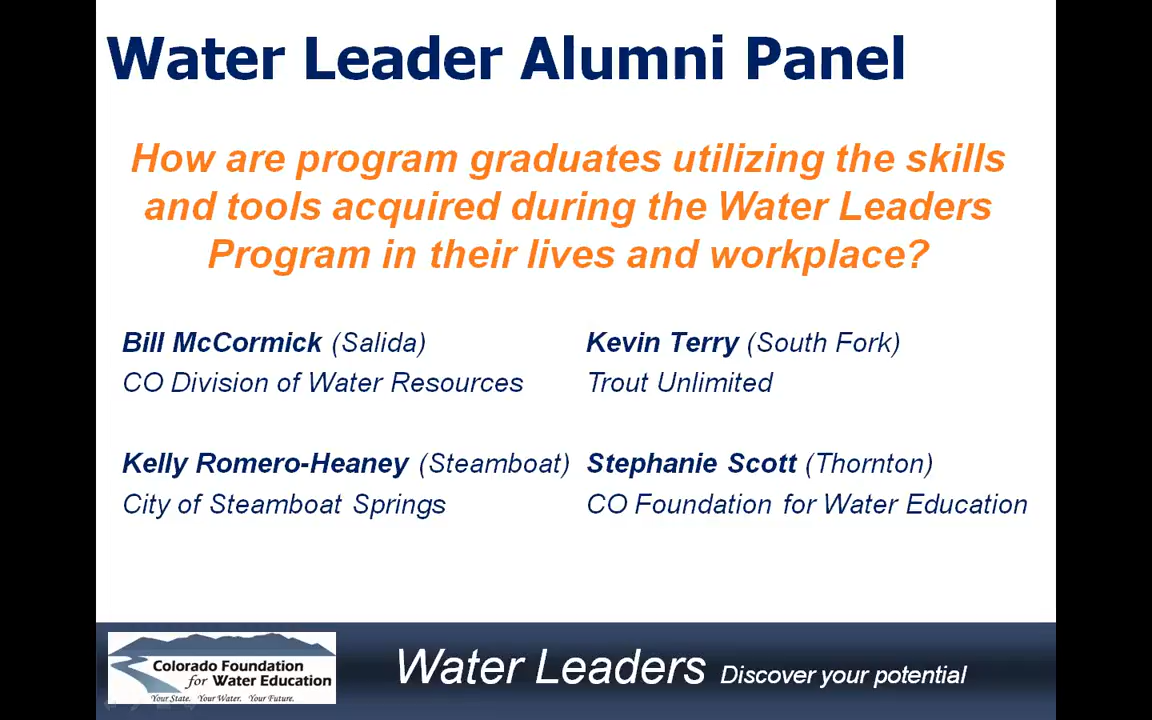 Water Leader Alumni Panel
How are program graduates utilizing the skills
and tools acquired during the Water Leaders
Program in their lives and workplace?
Bill McCormick (Salida)
CO Division of Water Resources
Kevin Terry (South Fork)
Trout Unlimited
Kelly Romero-Heaney (Steamboat)
City of Steamboat Springs
Stephanie Scott (Thornton)
CO Foundation for Water Education
Colorado Foundation
for Water Education
Your State. Your Water. Your Future.
Water Leaders Discover your potential